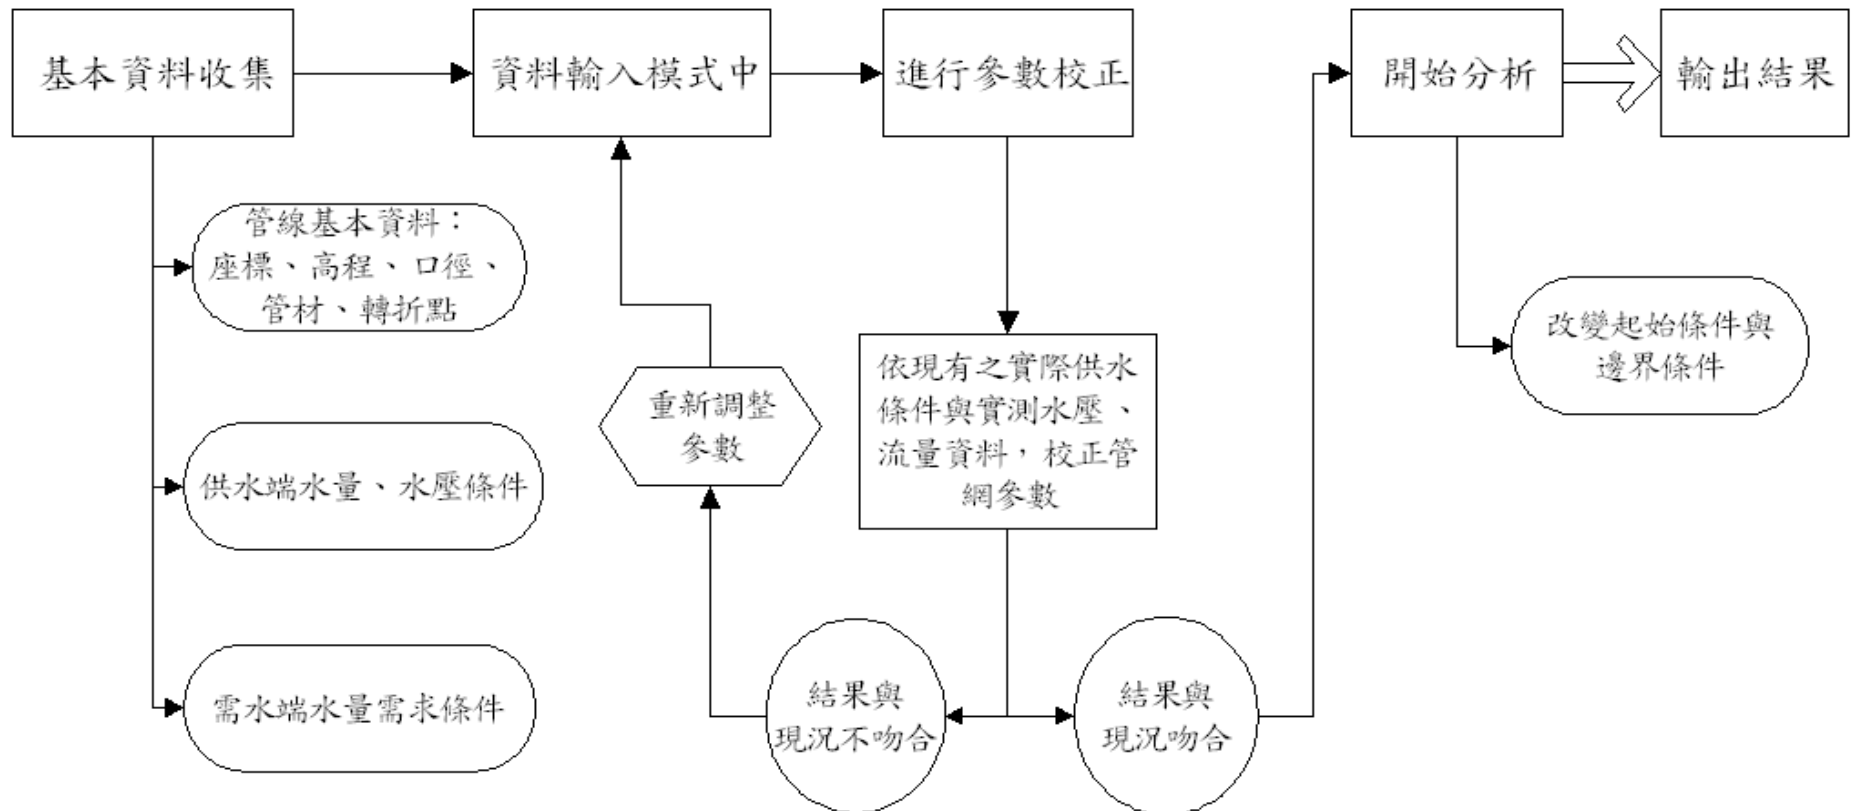 基本資料收集
資料輸入模式中
進行參數校正
開始分析
輸出結果
管線基本資料：
座標、高程、口徑、
管材、轉折點
供水端水量、水壓條件
需水端水量需求條件
重新調整
參數
依現有之實際供水
條件與實測水壓、
流量資料，校正管
網參數
結果與
現況不吻合
結果與
現況吻合
改變起始條件與
邊界條件